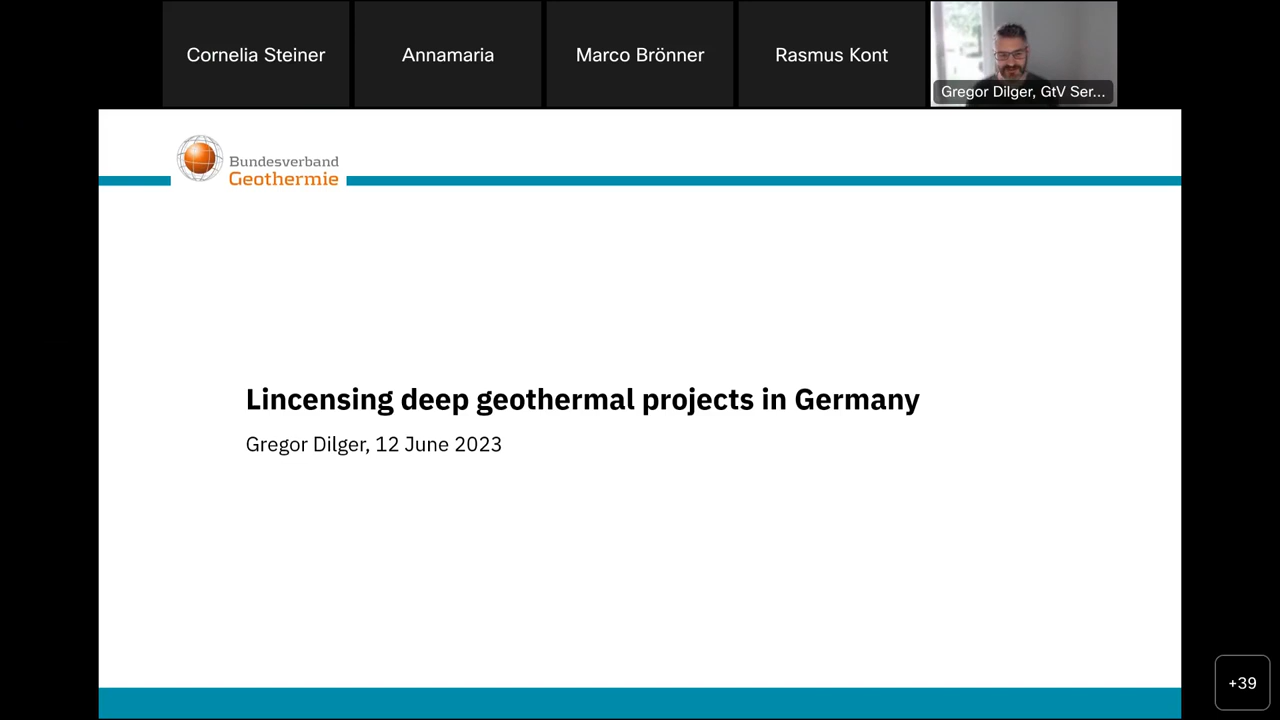 Cornelia Steiner
Annamaria
Marco Brönner
Rasmus Kont
Gregor Dilger, GtV Ser...
Bundesverband
Geothermie
Lincensing deep geothermal projects in Germany
Gregor Dilger, 12 June 2023
+39